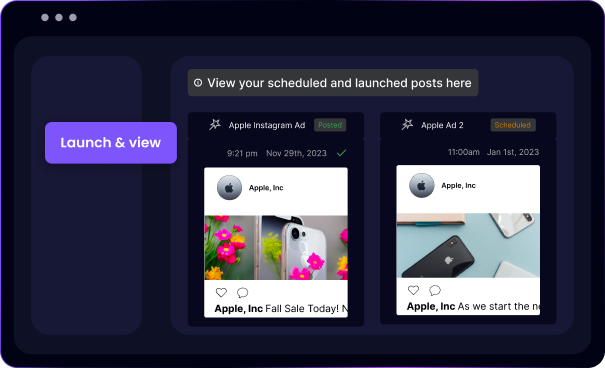 View your scheduled and launched posts here
Apple Instagram Ad Posted
Apple Ad 2 Scheduled
Launch & view
9:21 pm Nov 29th, 2023
11:00am Jan 1st, 2023
Apple, Inc
Apple, Inc
Apple, Inc Fall Sale Today! N
Apple, Inc As we start the ne